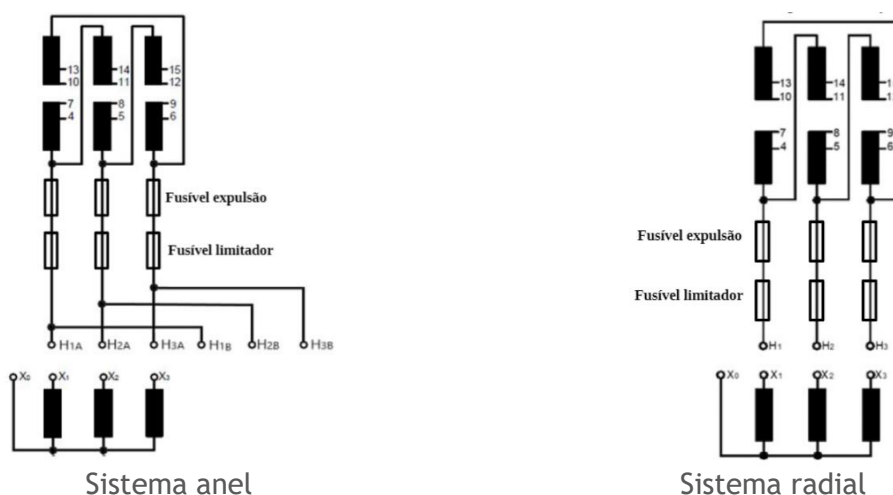 13 14 15
10 11 12
7 8 9
4 5 6
Fusível expulsão
Fusível limitador
H1A H2A H3A H1B H2B H3B
X0 X1 X2 X3
Sistema anel
13 14
10 11
7 8 9
4 5 6
Fusível expulsão
Fusível limitador
H1 H2 H3
X0 X1 X2 X3
Sistema radial